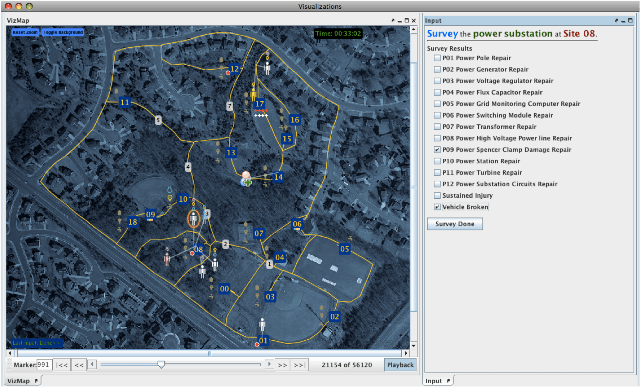 Visualizations
VizMap
Input
Reset Zoom Toggle Background
Time: 00:33:02
Survey the power substation at Site 08.
Survey Results
P01 Power Pole Repair
P02 Power Generator Repair
P03 Power Voltage Regulator Repair
P04 Power Flux Capacitor Repair
P05 Power Grid Monitoring Computer Repair
P06 Power Switching Module Repair
P07 Power Transformer Repair
P08 Power High Voltage Power line Repair
P09 Power Spencer Clamp Damage Repair
P10 Power Station Repair
P11 Power Turbine Repair
P12 Power Substation Circuits Repair
Sustained Injury
Vehicle Broken
Survey Done
12
11
17
7
16
5
15
13
4
14
10
09
18
3
06
07
05
2
08
04
1
00
03
02
01
Marker: 991 |<< << < > >> >>| 21154 of 56120 Playback
VizMap
Input